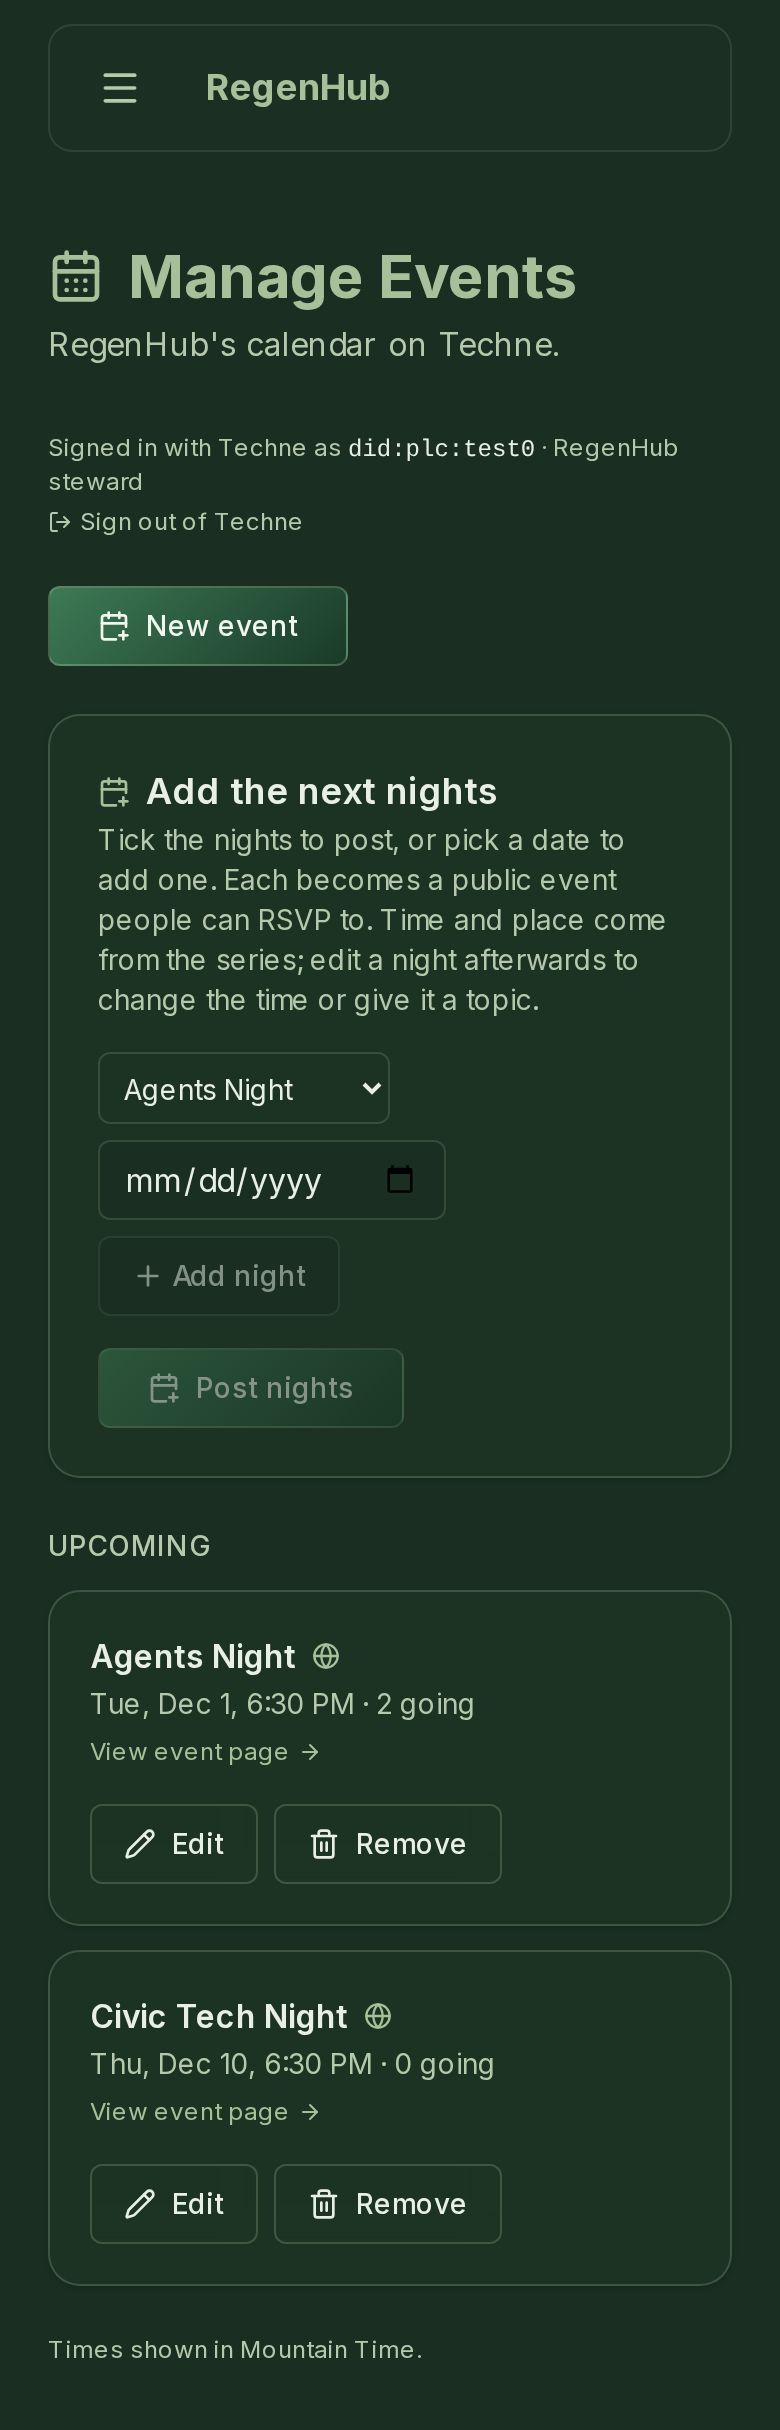 RegenHub
Manage Events
RegenHub's calendar on Techne.
Signed in with Techne as did:plc:test0 · RegenHub
steward
Sign out of Techne
New event
Add the next nights
Tick the nights to post, or pick a date to
add one. Each becomes a public event
people can RSVP to. Time and place come
from the series; edit a night afterwards to
change the time or give it a topic.
Agents Night
mm/dd/yyyy
Add night
Post nights
UPCOMING
Agents Night
Tue, Dec 1, 6:30 PM · 2 going
View event page →
Edit Remove
Civic Tech Night
Thu, Dec 10, 6:30 PM · 0 going
View event page →
Edit Remove
Times shown in Mountain Time.